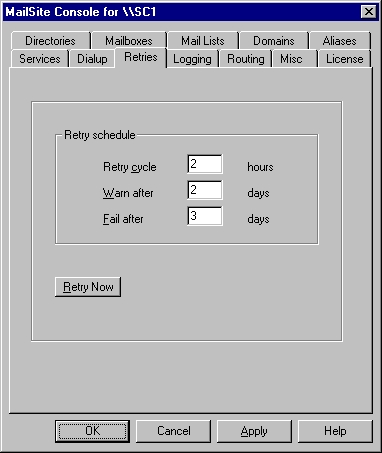 MailSite Console for \\SC1
Directories Mailboxes Mail Lists Domains Aliases
Services Dialup Retries Logging Routing Misc License
Retry schedule
Retry cycle 2 hours
Warn after 2 days
Fail after 3 days
Retry Now
OK Cancel Apply Help